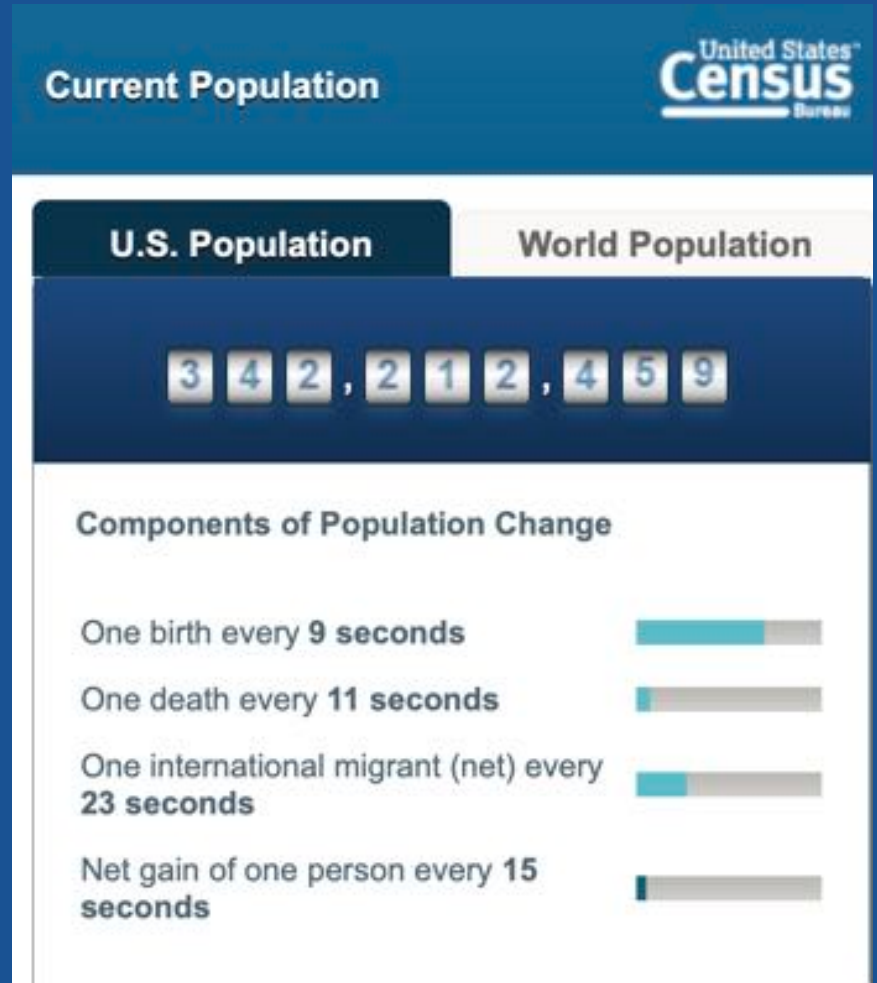 Current Population
United States™
Census
Bureau
U.S. Population
World Population
342,212,459
Components of Population Change
One birth every 9 seconds
One death every 11 seconds
One international migrant (net) every
23 seconds
Net gain of one person every 15
seconds